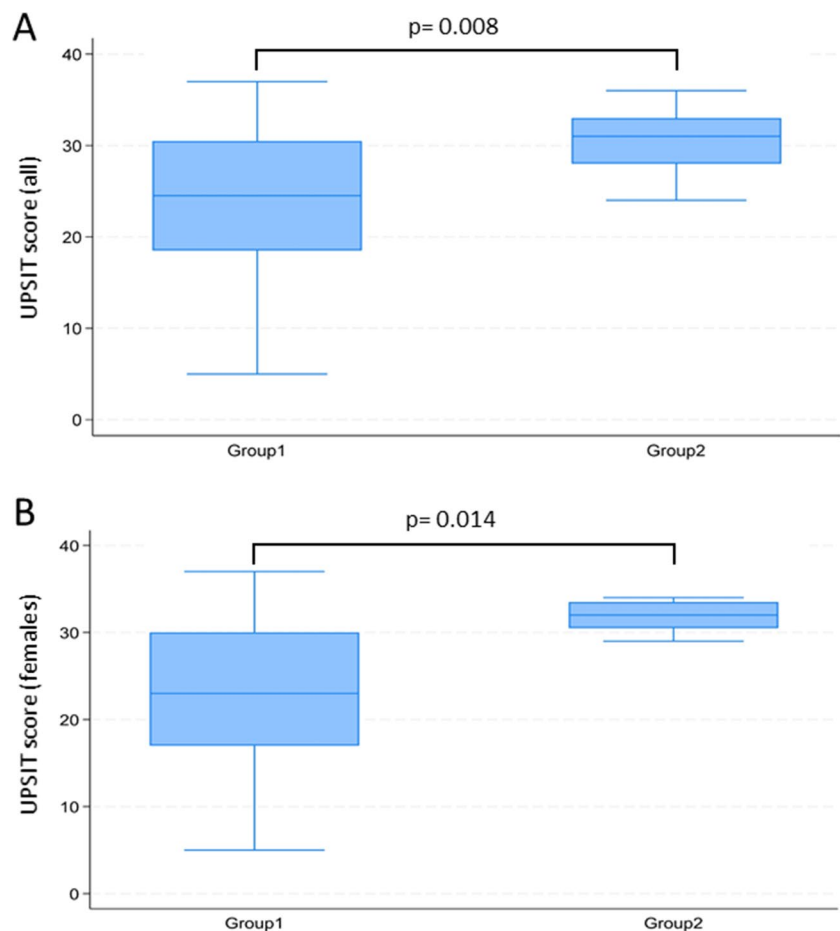 A
p= 0.008
UPSIT score (all)
40
30
20
10
0
Group1 Group2
B
p= 0.014
UPSIT score (females)
40
30
20
10
0
Group1 Group2